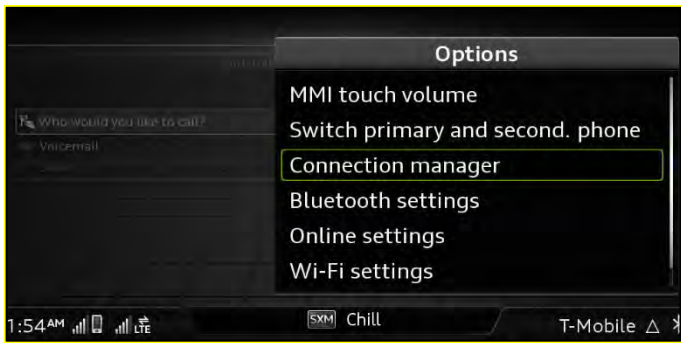 Options
MMI touch volume
Who would you like to call?
Switch primary and second. phone
Voicemail
Connection manager
Bluetooth settings
Online settings
Wi-Fi settings
1:54AM LTE SXM Chill T-Mobile